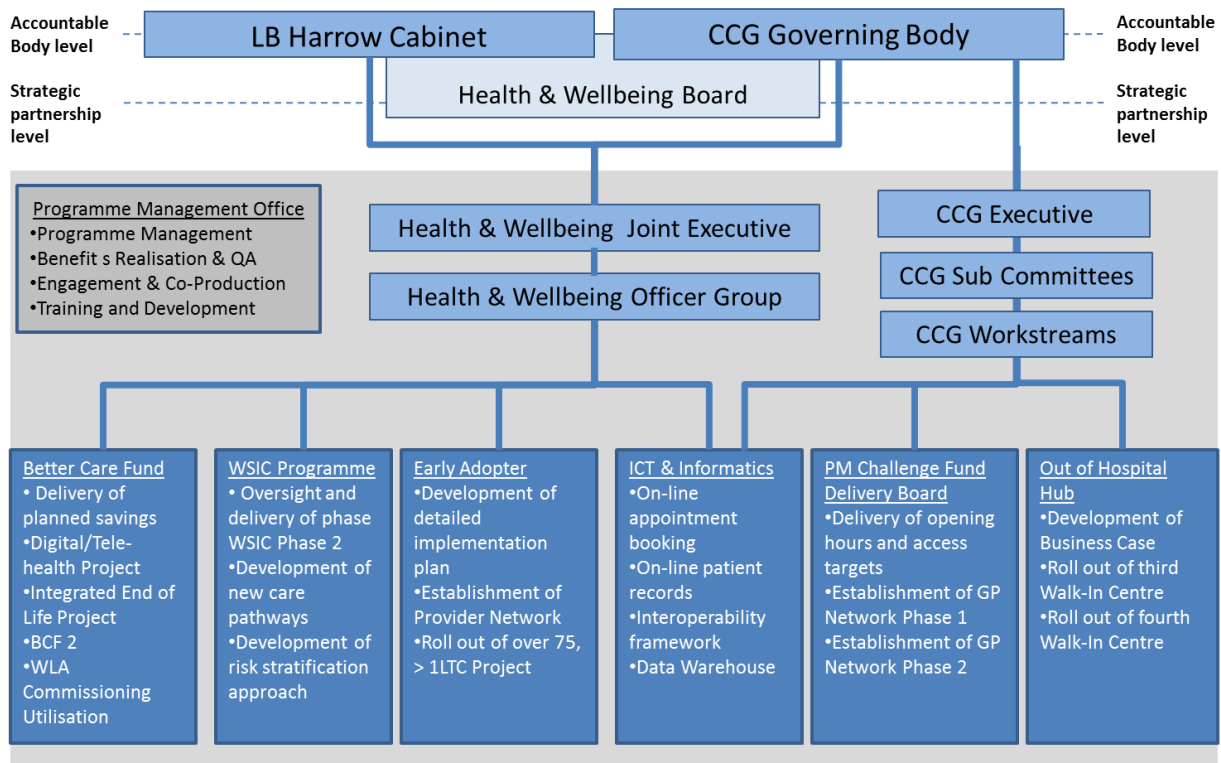 Accountable
Body level
LB Harrow Cabinet
CCG Governing Body
Accountable
Body level
Strategic
partnership
level
Health & Wellbeing Board
Strategic
partnership
level
Programme Management Office
•Programme Management
•Benefit s Realisation & QA
•Engagement & Co-Production
•Training and Development
Health & Wellbeing Joint Executive
Health & Wellbeing Officer Group
CCG Executive
CCG Sub Committees
CCG Workstreams
Better Care Fund
• Delivery of
planned savings
•Digital/Tele-
health Project
•Integrated End of
Life Project
•BCF 2
•WLA
Commissioning
Utilisation
WSIC Programme
• Oversight and
delivery of phase
WSIC Phase 2
•Development of
new care
pathways
•Development of
risk stratification
approach
Early Adopter
•Development of
detailed
implementation
plan
•Establishment of
Provider Network
•Roll out of over 75,
> 1LTC Project
ICT & Informatics
•On-line
appointment
booking
•On-line patient
records
•Interoperability
framework
•Data Warehouse
PM Challenge Fund
Delivery Board
•Delivery of opening
hours and access
targets
•Establishment of GP
Network Phase 1
•Establishment of GP
Network Phase 2
Out of Hospital
Hub
•Development of
Business Case
•Roll out of third
Walk-In Centre
•Roll out of fourth
Walk-In Centre